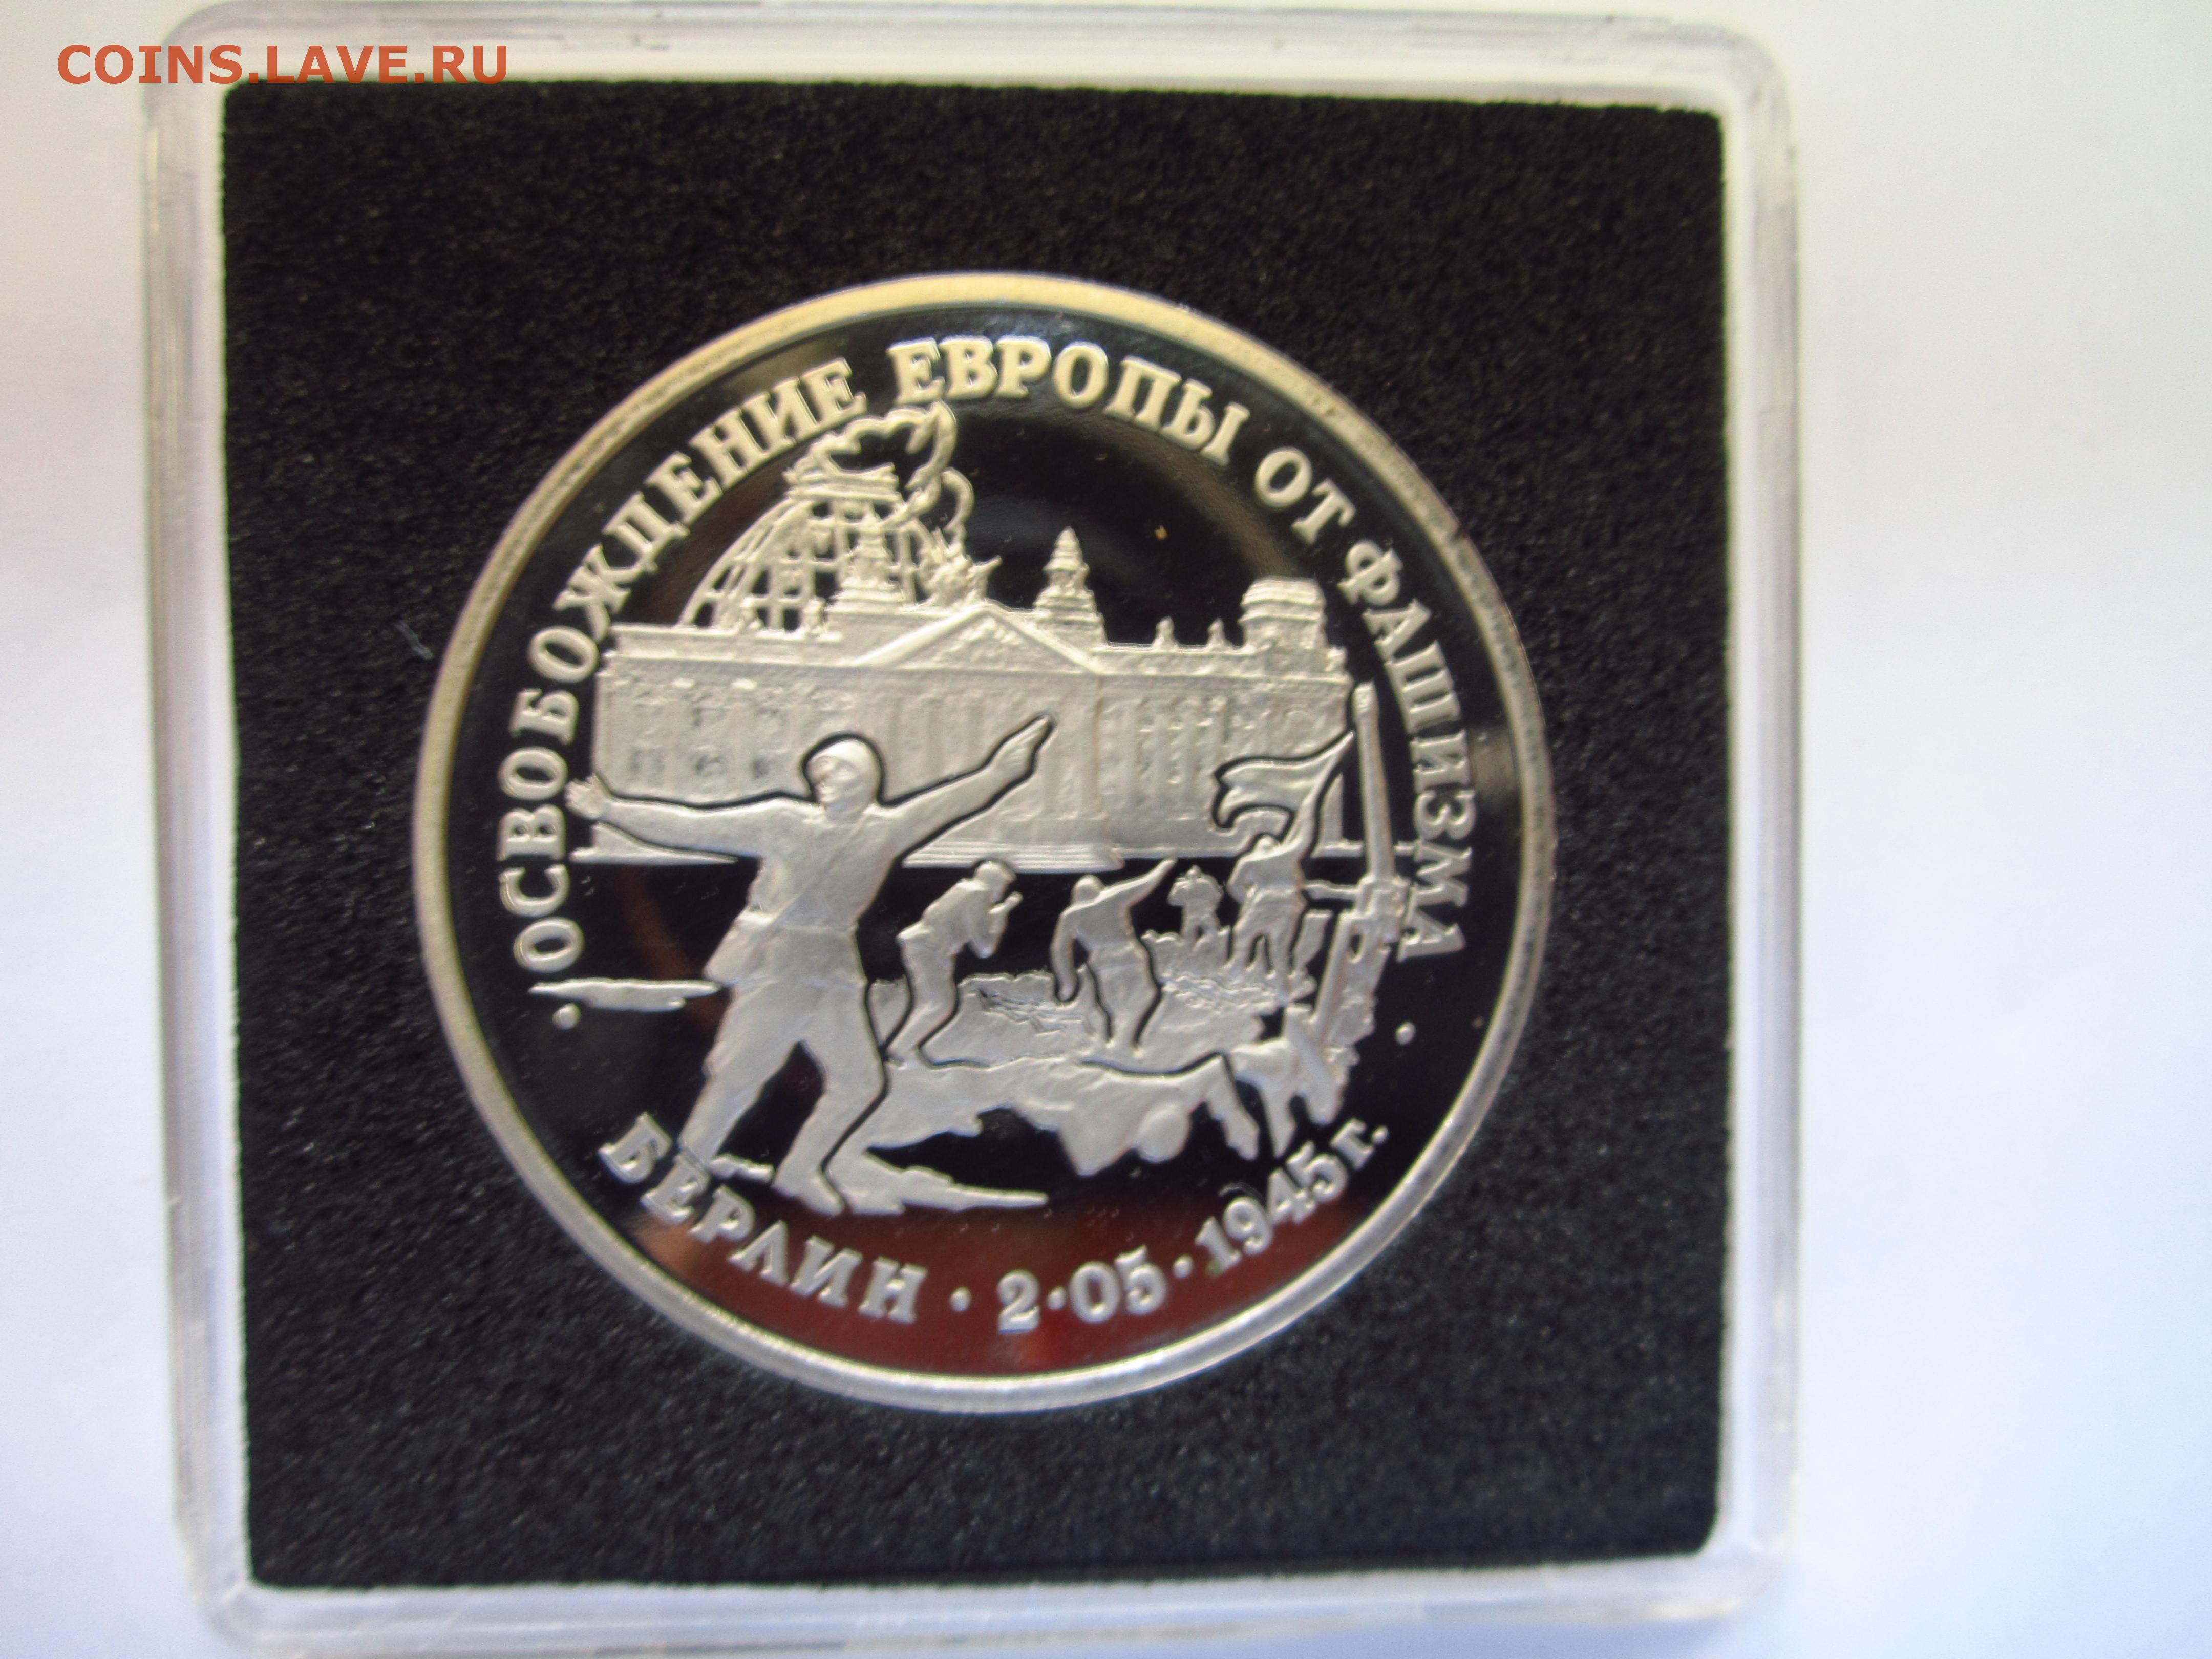 COINS.LAVE.RU
ОСВОБОЖДЕНИЕ ЕВРОПЫ ОТ ФАШИЗМА
БЕРЛИН · 2·05·1945г.